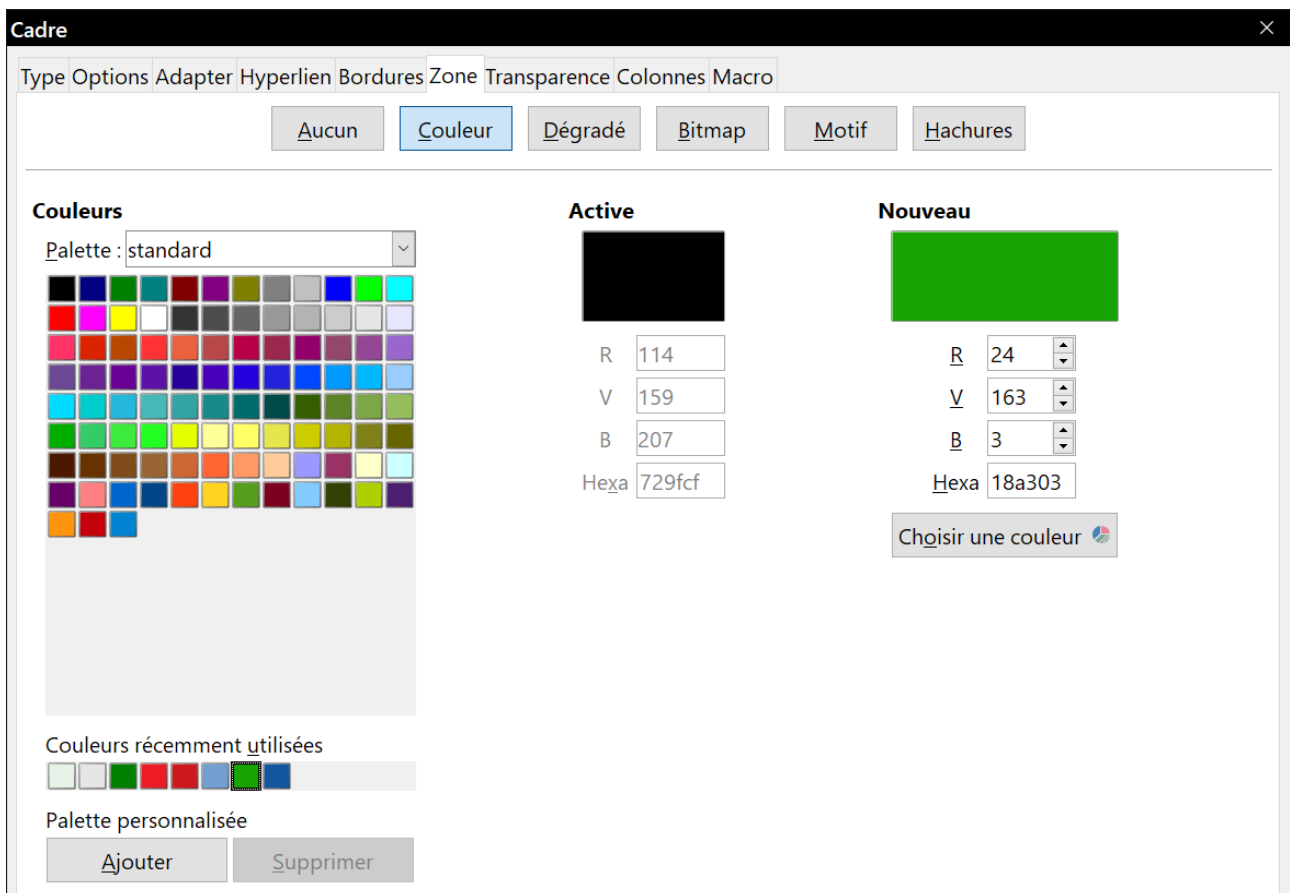 Cadre
Type Options Adapter Hyperlien Bordures Zone Transparence Colonnes Macro
Aucun Couleur Dégradé Bitmap Motif Hachures
Couleurs
Palette : standard
Couleurs récemment utilisées
Palette personnalisée
Ajouter Supprimer
Active
R 114
V 159
B 207
Hexa 729fcf
Nouveau
R 24
V 163
B 3
Hexa 18a303
Choisir une couleur